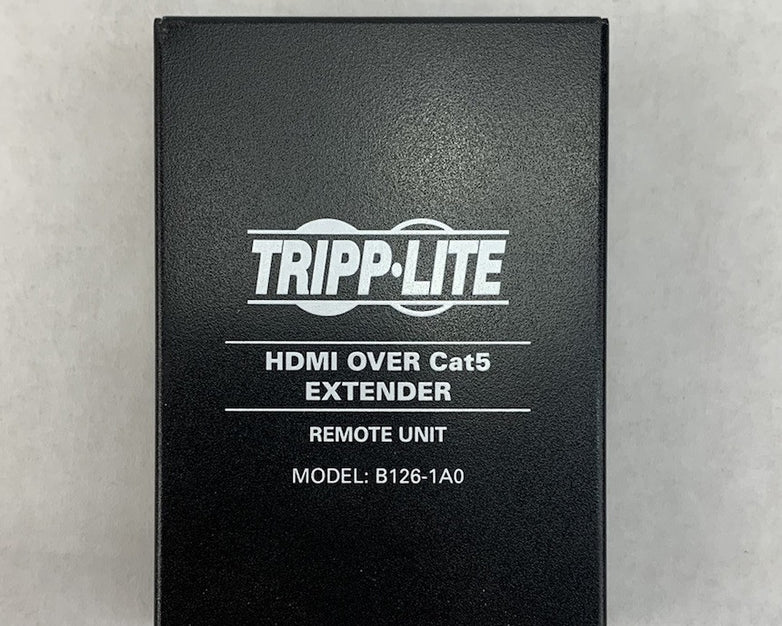 TRIPP·LITE
HDMI OVER Cat5
EXTENDER
REMOTE UNIT
MODEL: B126-1A0